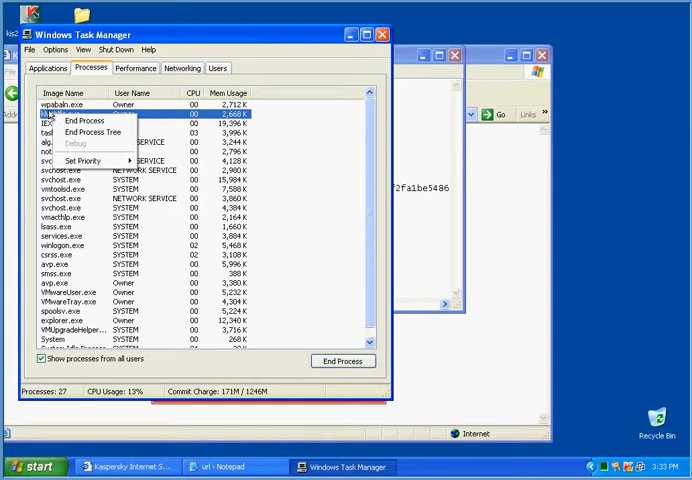 kis2
Windows Task Manager
File Options View Shut Down Help
Applications Processes Performance Networking Users
Image Name User Name CPU Mem Usage
wpabaln.exe Owner 00 2,712 K
00 2,668 K
00 19,396 K
03 3,996 K
SERVICE 00 3,244 K
00 2,796 K
SERVICE 00 4,128 K
svchost.exe NETWORK SERVICE 00 2,980 K
svchost.exe SYSTEM 00 15,984 K
vmtoolsd.exe SYSTEM 00 7,588 K
svchost.exe NETWORK SERVICE 00 3,860 K
svchost.exe SYSTEM 00 4,384 K
vmacthlp.exe SYSTEM 00 2,164 K
lsass.exe SYSTEM 00 1,660 K
services.exe SYSTEM 00 3,884 K
winlogon.exe SYSTEM 02 5,468 K
csrss.exe SYSTEM 02 3,108 K
avp.exe SYSTEM 00 5,996 K
smss.exe SYSTEM 00 388 K
avp.exe Owner 00 3,380 K
VMwareUser.exe Owner 00 5,232 K
VMwareTray.exe Owner 00 4,304 K
spoolsv.exe SYSTEM 00 5,224 K
explorer.exe Owner 00 12,340 K
VMUpgradeHelper... SYSTEM 00 3,716 K
System SYSTEM 00 268 K
End Process
End Process Tree
Debug
Set Priority
Show processes from all users
End Process
Processes: 27 CPU Usage: 13% Commit Charge: 171M / 1246M
Go Links
f2fa1be5486
Internet
Recycle Bin
start Kaspersky Internet S... url - Notepad Windows Task Manager 3:33 PM